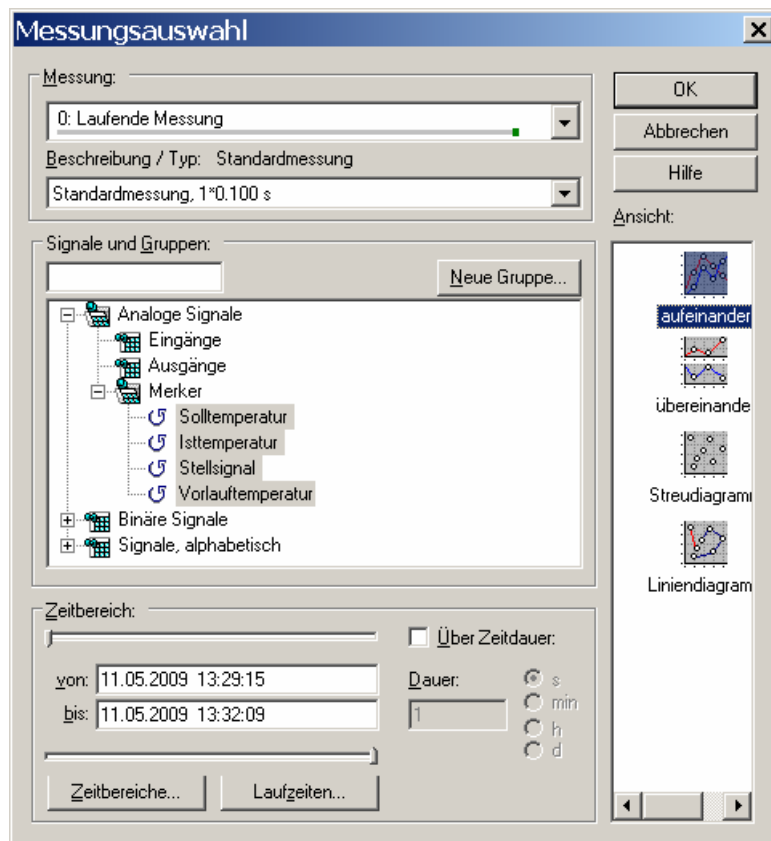 Messungsauswahl
Messung:
0: Laufende Messung
Beschreibung / Typ: Standardmessung
Standardmessung, 1*0.100 s
OK
Abbrechen
Hilfe
Ansicht:
aufeinander
übereinande
Streudiagram
Liniendiagram
Signale und Gruppen:
Neue Gruppe...
Analoge Signale
Eingänge
Ausgänge
Merker
Solltemperatur
Isttemperatur
Stellsignal
Vorlauftemperatur
Binäre Signale
Signale, alphabetisch
Zeitbereich:
von: 11.05.2009 13:29:15
bis: 11.05.2009 13:32:09
Über Zeitdauer:
Dauer:
1
s
min
h
d
Zeitbereiche...
Laufzeiten...